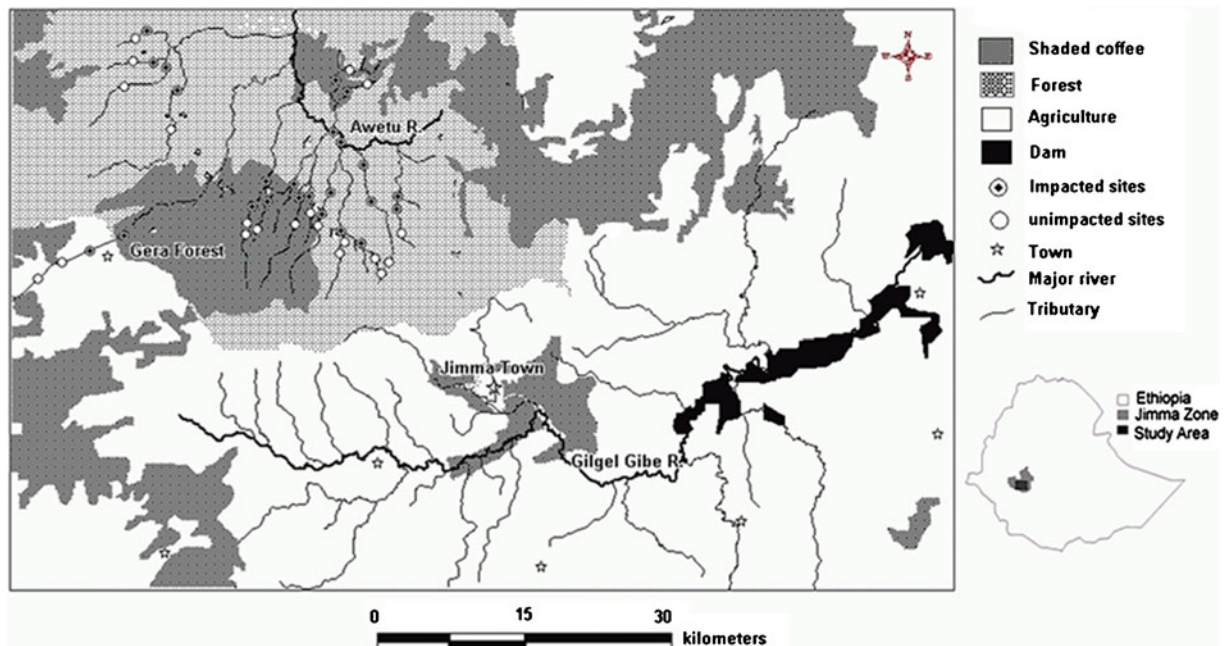 N
W E
S
Awetu R.
Gera Forest
Jimma Town
Gilgel Gibe R.
Shaded coffee
Forest
Agriculture
Dam
Impacted sites
unimpacted sites
Town
Major river
Tributary
Ethiopia
Jimma Zone
Study Area
0 15 30
kilometers